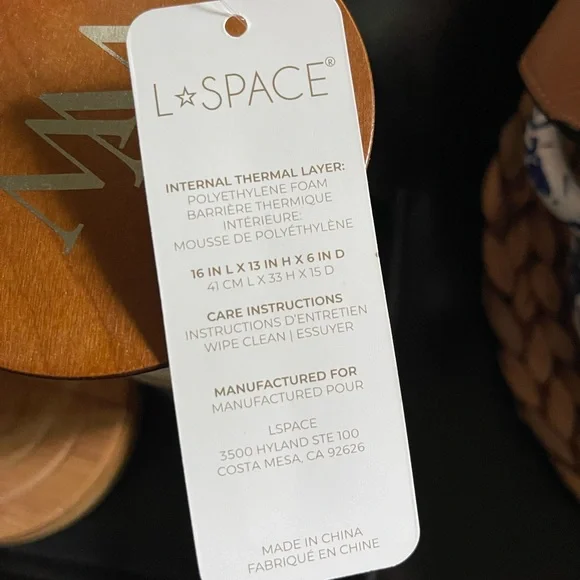 L☆SPACE®
INTERNAL THERMAL LAYER:
POLYETHYLENE FOAM
BARRIÈRE THERMIQUE
INTÉRIEURE:
MOUSSE DE POLYÉTHYLÈNE
16 IN L X 13 IN H X 6 IN D
41 CM L X 33 H X 15 D
CARE INSTRUCTIONS
INSTRUCTIONS D'ENTRETIEN
WIPE CLEAN | ESSUYER
MANUFACTURED FOR
MANUFACTURED POUR
LSPACE
3500 HYLAND STE 100
COSTA MESA, CA 92626
MADE IN CHINA
FABRIQUÉ EN CHINE